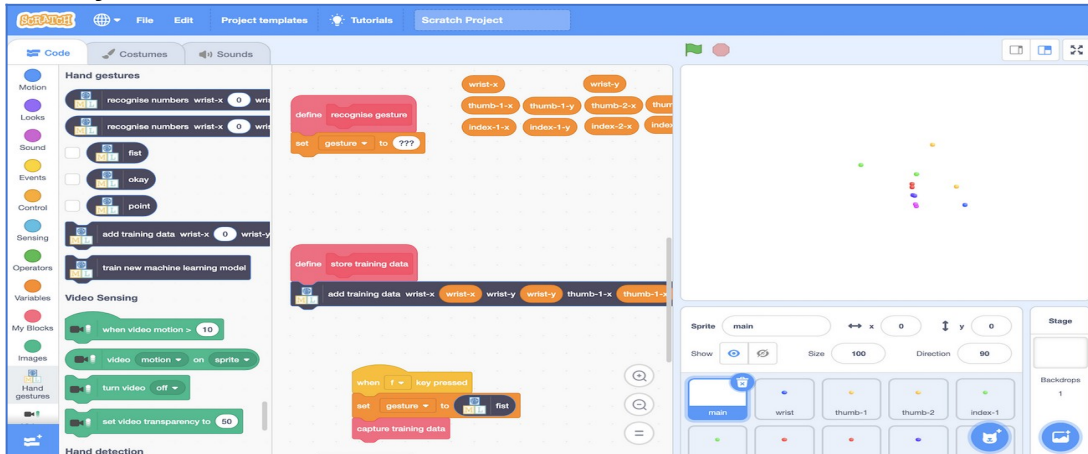 SCRATCH File Edit Project templates Tutorials Scratch Project
Code Costumes Sounds
Motion
Looks
Sound
Events
Control
Sensing
Operators
Variables
My Blocks
Images
Hand gestures
Hand gestures
recognise numbers wrist-x 0 wris
recognise numbers wrist-x 0 wris
fist
okay
point
add training data wrist-x 0 wrist-y
train new machine learning model
Video Sensing
when video motion > 10
video motion on sprite
turn video off
set video transparency to 50
Hand detection
wrist-x wrist-y
thumb-1-x thumb-1-y thumb-2-x thum
index-1-x index-1-y index-2-x index
define recognise gesture
set gesture to ???
define store training data
add training data wrist-x wrist-x wrist-y wrist-y thumb-1-x thumb-1-x
when f key pressed
set gesture to fist
capture training data
Sprite main x 0 y 0
Show Size 100 Direction 90
main wrist thumb-1 thumb-2 index-1
Stage
Backdrops
1